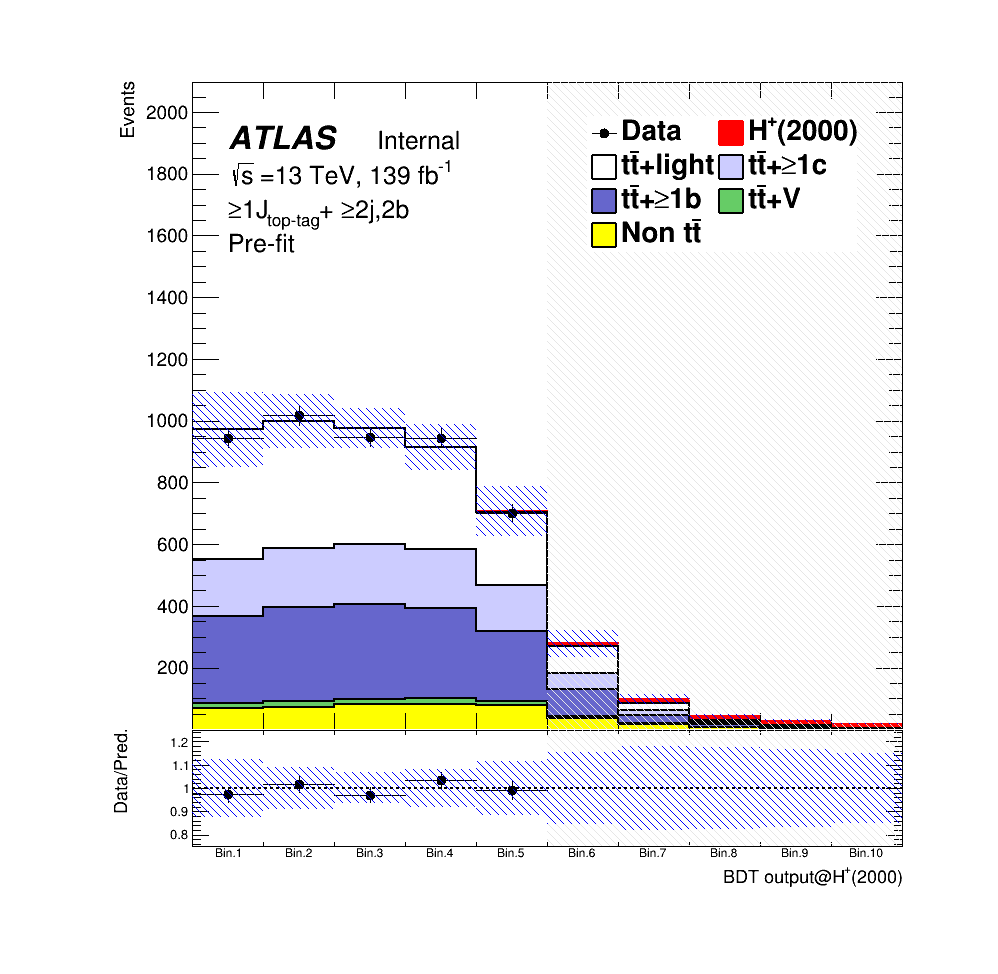 Events
2000
1800
1600
1400
1200
1000
800
600
400
200
ATLAS Internal
√s =13 TeV, 139 fb⁻¹
≥1J_top-tag+ ≥2j,2b
Pre-fit
Data H⁺(2000)
tt̄+light tt̄+≥1c
tt̄+≥1b tt̄+V
Non tt̄
Data/Pred.
1.2
1.1
1
0.9
0.8
Bin.1 Bin.2 Bin.3 Bin.4 Bin.5 Bin.6 Bin.7 Bin.8 Bin.9 Bin.10
BDT output@H⁺(2000)